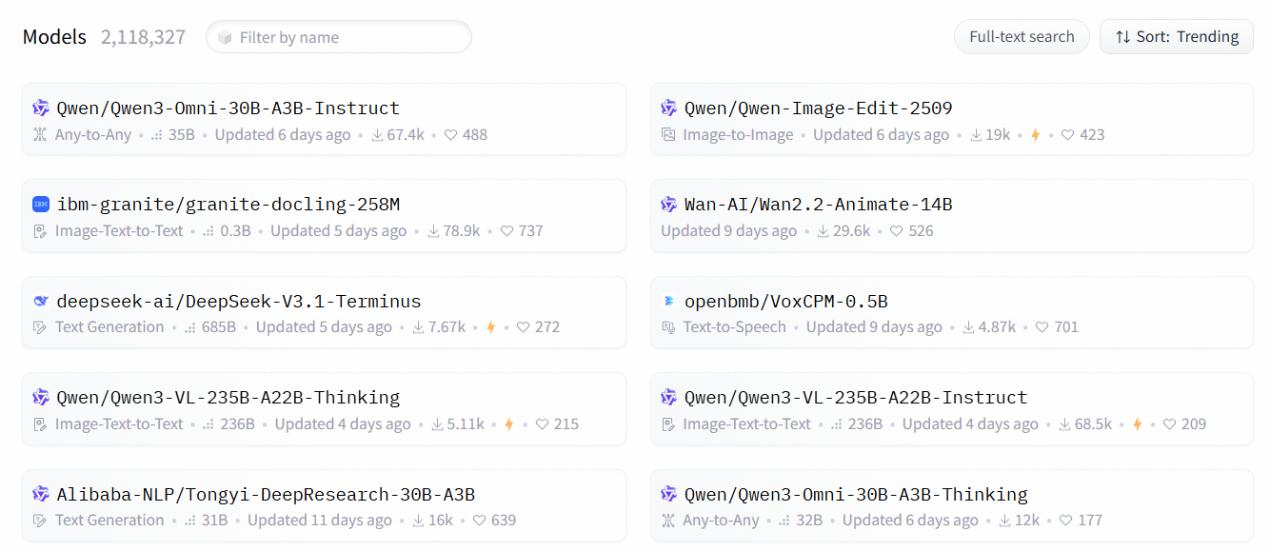 Models 2,118,327 Filter by name Full-text search Sort: Trending
Qwen/Qwen3-Omni-30B-A3B-Instruct
Any-to-Any • 35B • Updated 6 days ago • 67.4k • 488
Qwen/Qwen-Image-Edit-2509
Image-to-Image • Updated 6 days ago • 19k • • 423
IBM ibm-granite/granite-docling-258M
Image-Text-to-Text • 0.3B • Updated 5 days ago • 78.9k • 737
Wan-AI/Wan2.2-Animate-14B
Updated 9 days ago • 29.6k • 526
deepseek-ai/DeepSeek-V3.1-Terminus
Text Generation • 685B • Updated 5 days ago • 7.67k • • 272
openbmb/VoxCPM-0.5B
Text-to-Speech • Updated 9 days ago • 4.87k • 701
Qwen/Qwen3-VL-235B-A22B-Thinking
Image-Text-to-Text • 236B • Updated 4 days ago • 5.11k • • 215
Qwen/Qwen3-VL-235B-A22B-Instruct
Image-Text-to-Text • 236B • Updated 4 days ago • 68.5k • • 209
Alibaba-NLP/Tongyi-DeepResearch-30B-A3B
Text Generation • 31B • Updated 11 days ago • 16k • 639
Qwen/Qwen3-Omni-30B-A3B-Thinking
Any-to-Any • 32B • Updated 6 days ago • 12k • 177